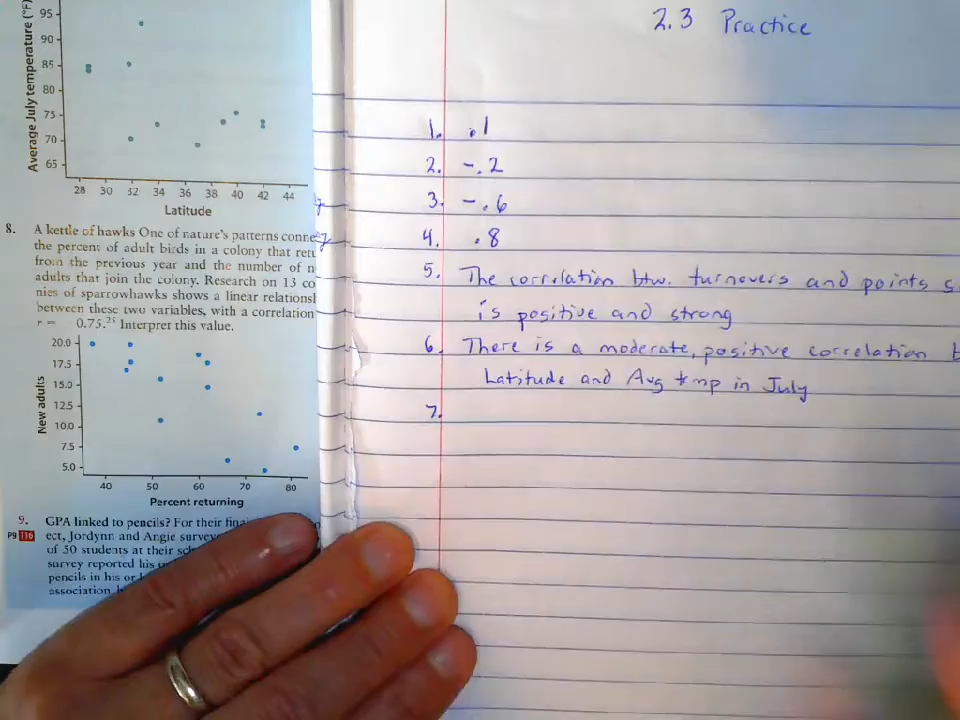 Average July temperature (°F)
95
90
85
80
75
70
65
28 30 32 34 36 38 40 42 44
Latitude
8. A kettle of hawks One of nature's patterns
the percent of adult birds in a colony that
from the previous year and the number of
adults that join the colony. Research on 13
nies of sparrowhawks shows a linear
between these two variables, with a correlation
r = 0.75.25 Interpret this value.
New adults
20.0
17.5
15.0
12.5
10.0
7.5
5.0
40 50 60 70 80
Percent returning
9. GPA linked to pencils? For their
Pg 116 ect, Jordynn and Angie
of 50 students at their
survey reported his
pencils in his or
association
2.3 Practice
1. .1
2. -.2
3. -.6
4. .8
5. The correlation btw. turnovers and points
is positive and strong
6. There is a moderate, positive correlation
Latitude and Avg temp in July
7.